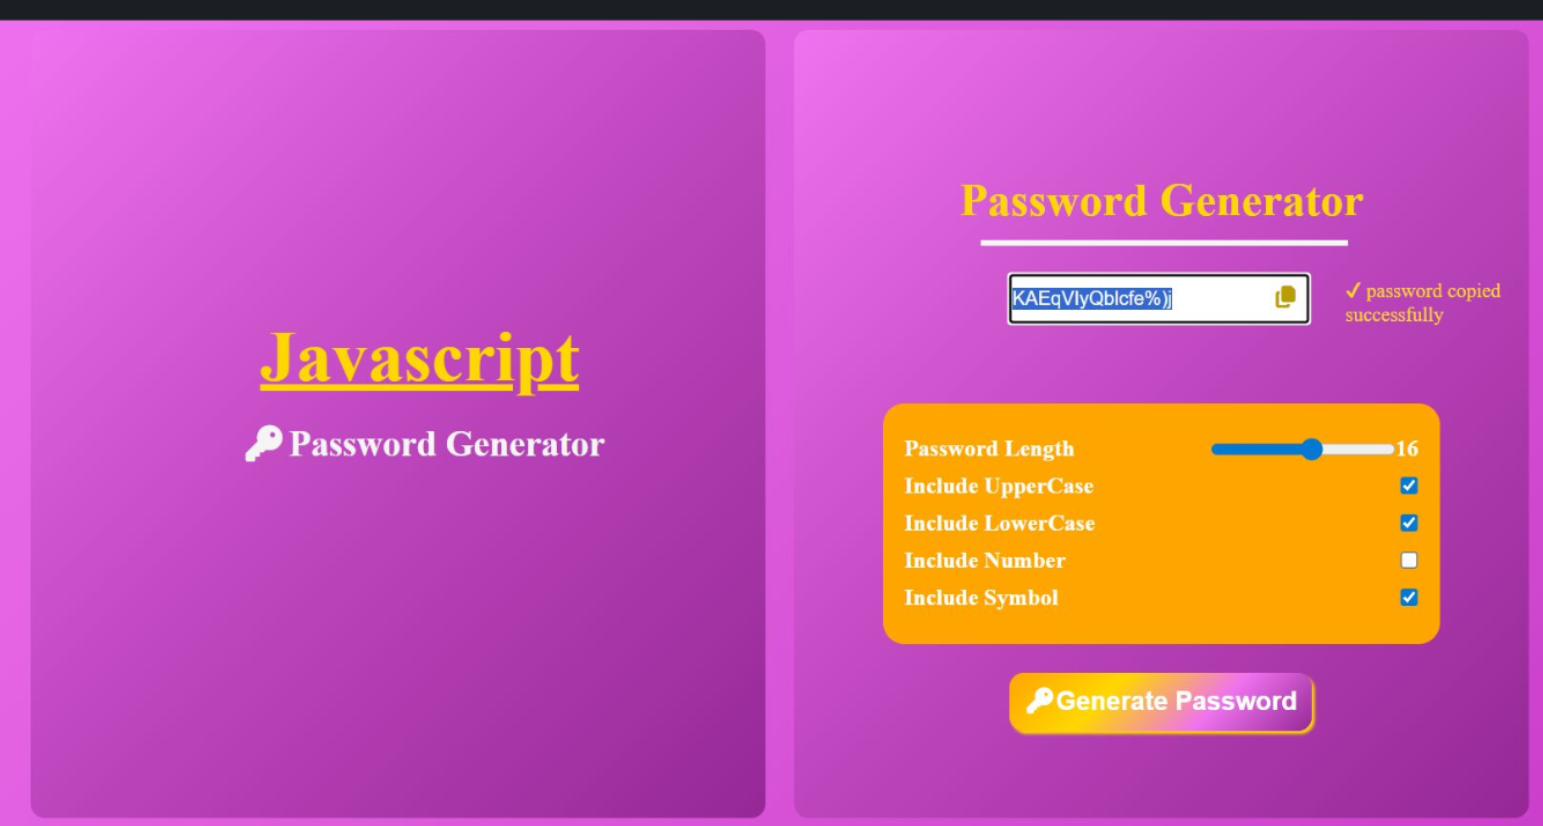 Javascript
Password Generator
Password Generator
✓ password copied
successfully
Password Length 16
Include UpperCase
Include LowerCase
Include Number
Include Symbol
Generate Password